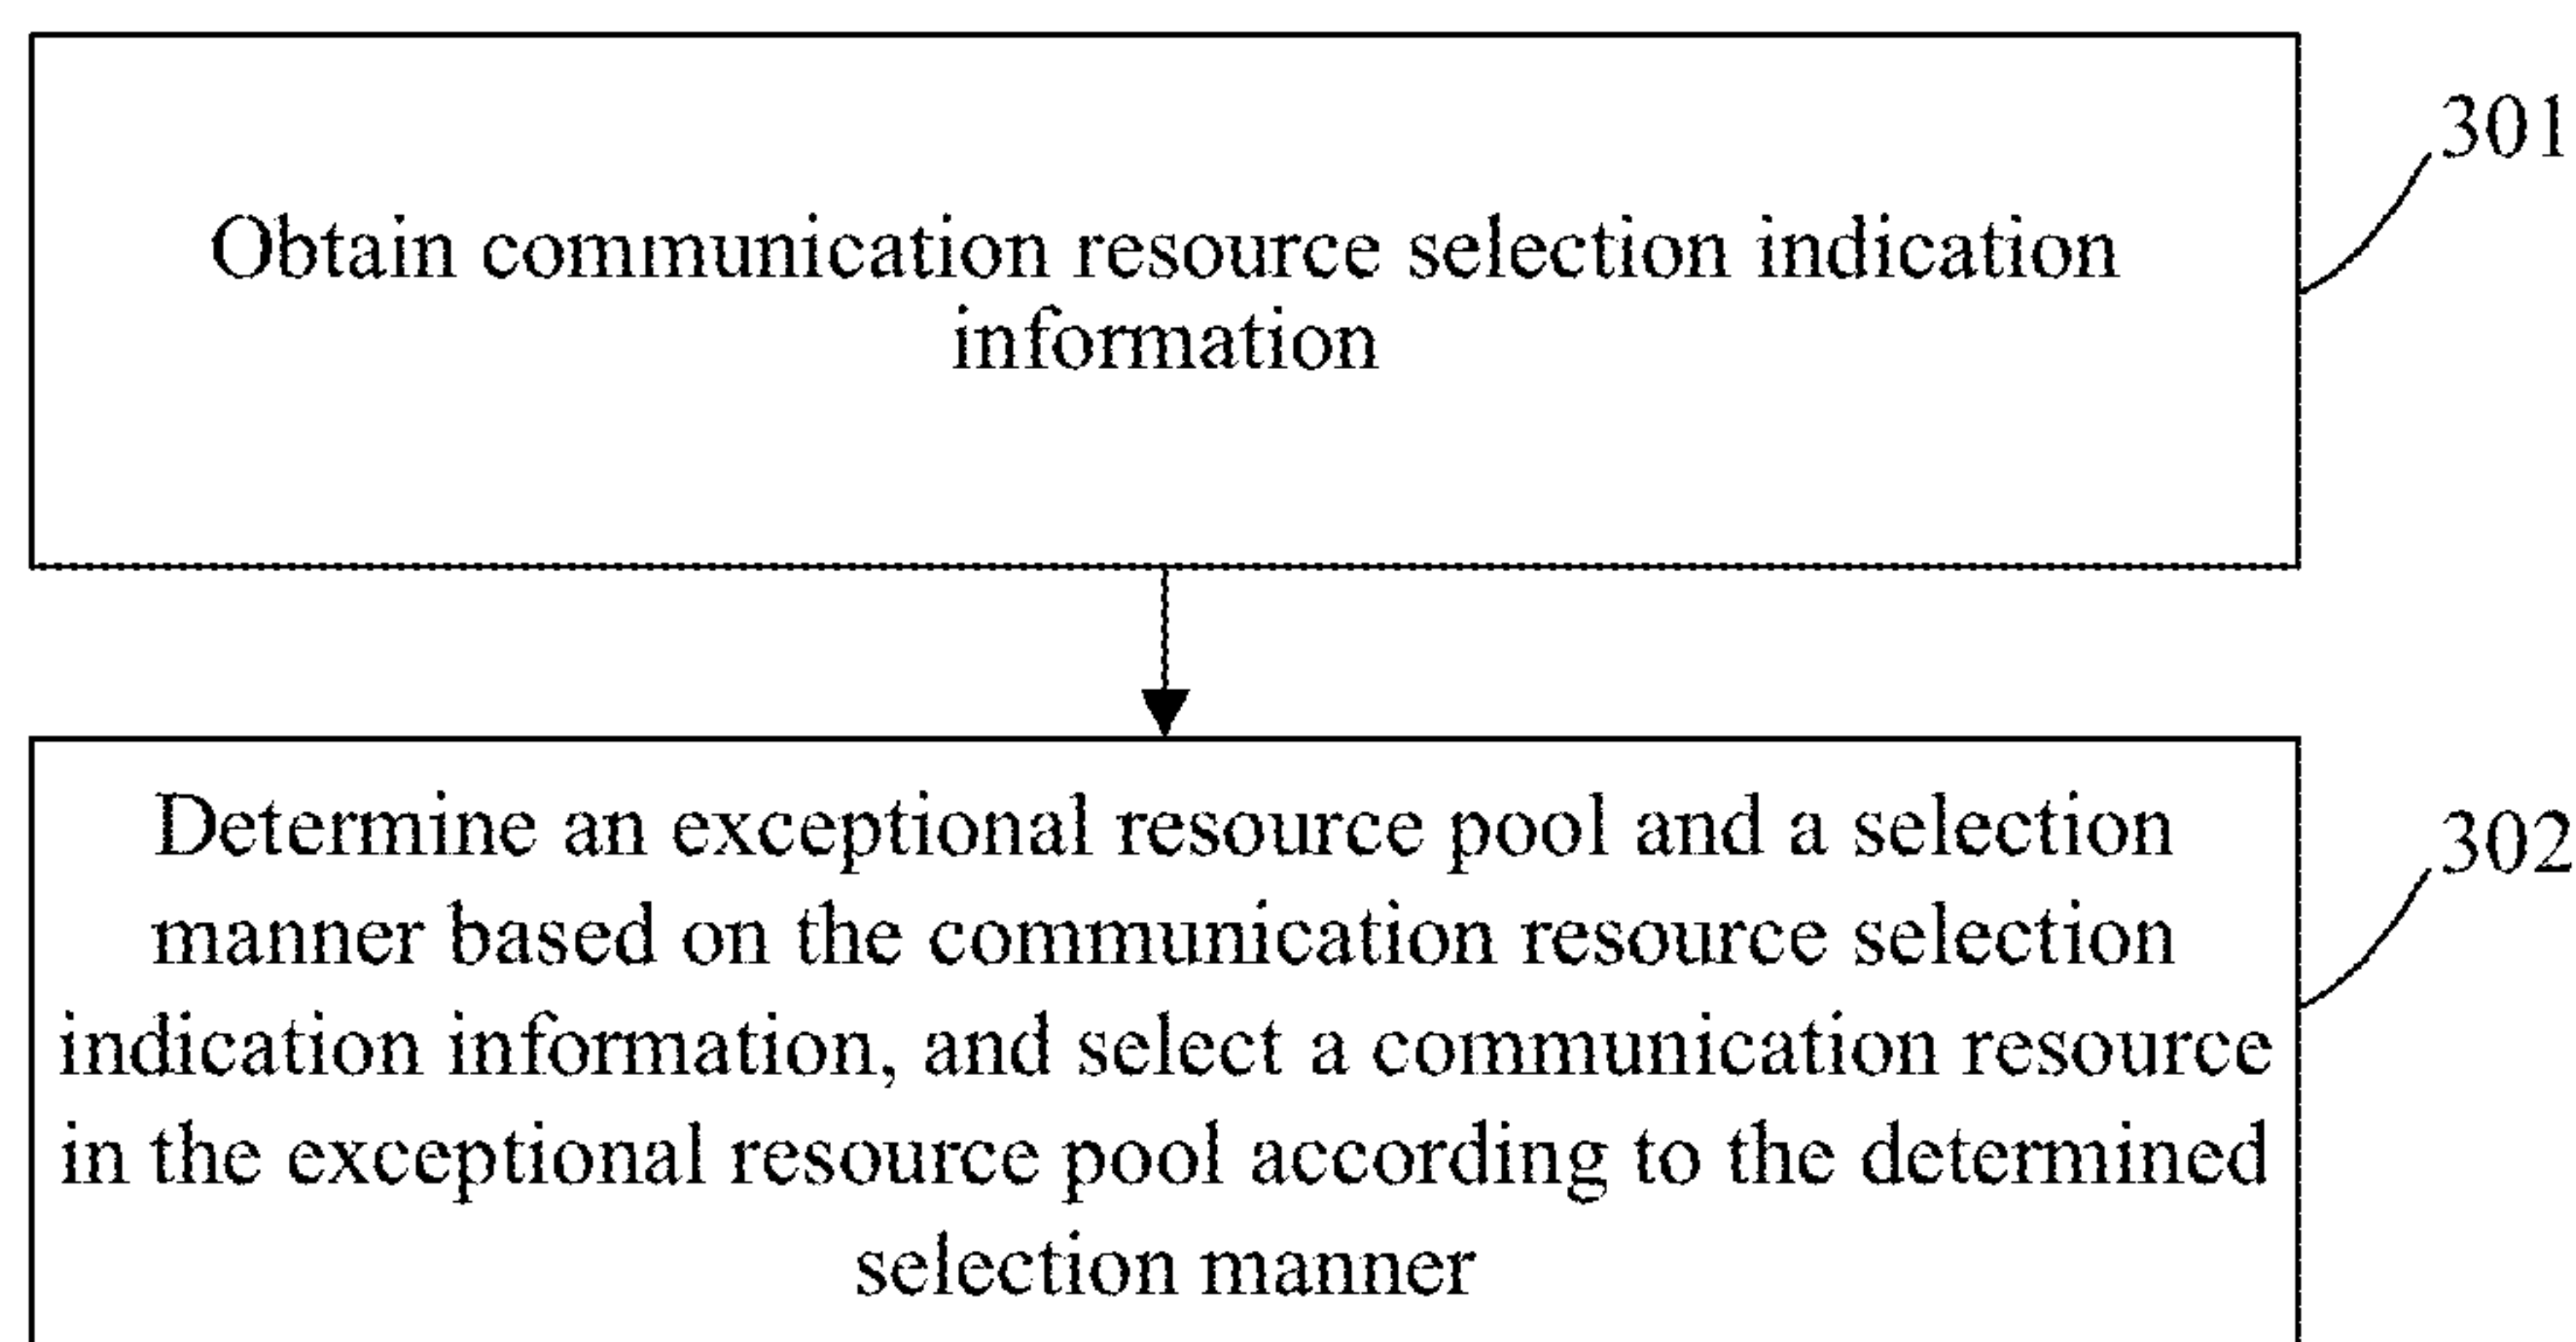 301
Obtain communication resource selection indication
information
302
Determine an exceptional resource pool and a selection
manner based on the communication resource selection
indication information, and select a communication resource
in the exceptional resource pool according to the determined
selection manner